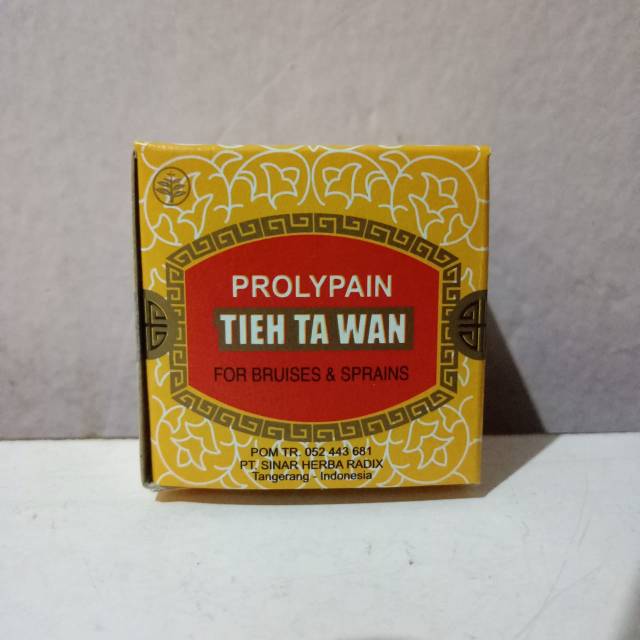 PROLYPAIN
TIEH TA WAN
FOR BRUISES & SPRAINS
POM TR. 052 443 681
PT. SINAR HERBA RADIX
Tangerang - Indonesia